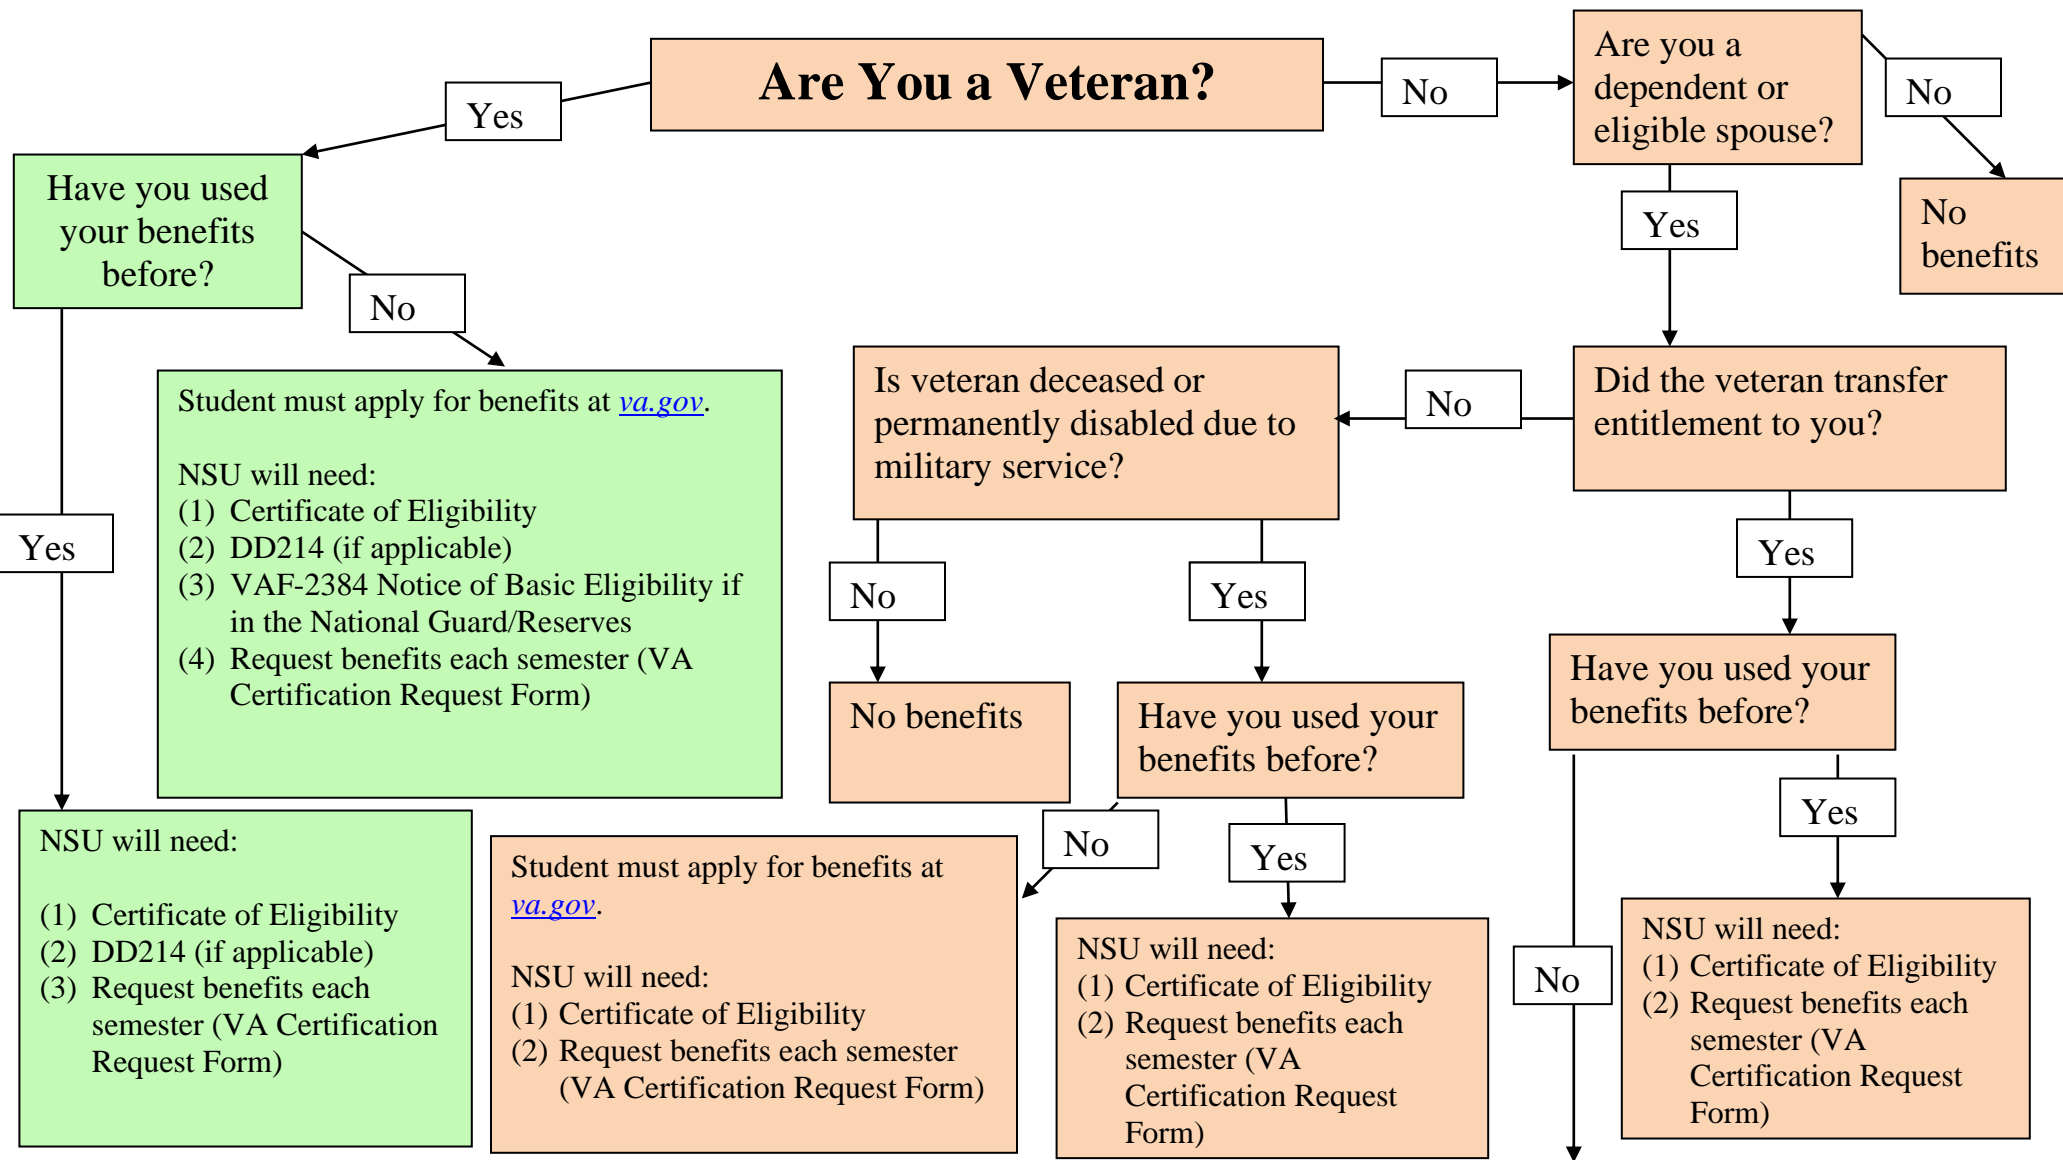 Are You a Veteran?
Yes
No
Are you a
dependent or
eligible spouse?
No
No
benefits
Yes
Have you used
your benefits
before?
No
Yes
Student must apply for benefits at va.gov.
NSU will need:
(1) Certificate of Eligibility
(2) DD214 (if applicable)
(3) VAF-2384 Notice of Basic Eligibility if
in the National Guard/Reserves
(4) Request benefits each semester (VA
Certification Request Form)
NSU will need:
(1) Certificate of Eligibility
(2) DD214 (if applicable)
(3) Request benefits each
semester (VA Certification
Request Form)
Did the veteran transfer
entitlement to you?
No
Is veteran deceased or
permanently disabled due to
military service?
No
Yes
No benefits
Have you used your
benefits before?
No
Yes
Student must apply for benefits at
va.gov.
NSU will need:
(1) Certificate of Eligibility
(2) Request benefits each semester
(VA Certification Request Form)
NSU will need:
(1) Certificate of Eligibility
(2) Request benefits each
semester (VA
Certification Request
Form)
Yes
Have you used your
benefits before?
No
Yes
NSU will need:
(1) Certificate of Eligibility
(2) Request benefits each
semester (VA
Certification Request
Form)